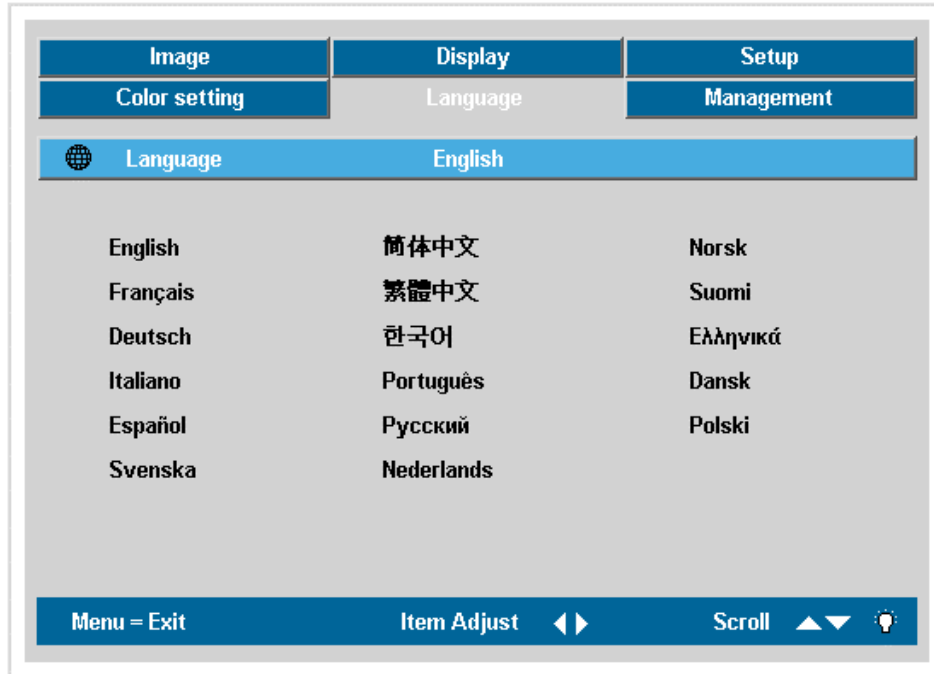 Image Display Setup
Color setting Language Management
Language English
English 简体中文 Norsk
Français 繁體中文 Suomi
Deutsch 한국어 Ελληνικά
Italiano Português Dansk
Español Русский Polski
Svenska Nederlands
Menu = Exit Item Adjust Scroll